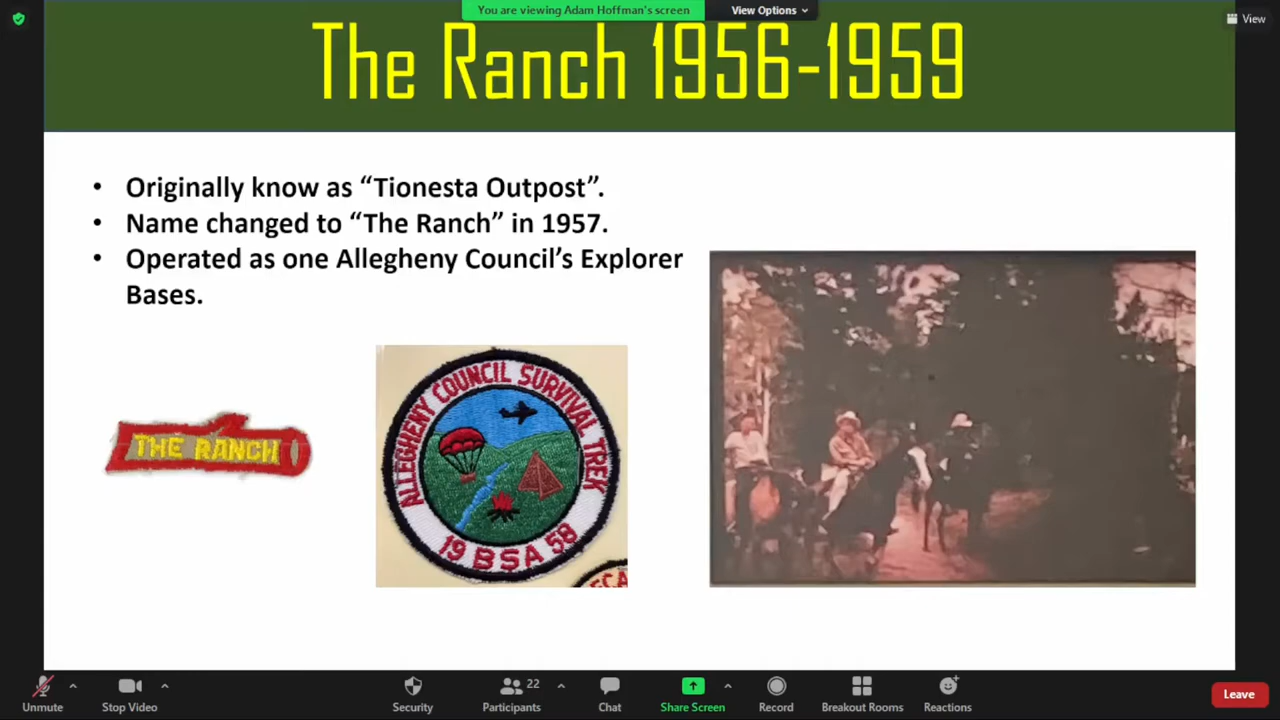 You are viewing Adam Hoffman's screen
View Options
View
The Ranch 1956-1959
• Originally know as “Tionesta Outpost”.
• Name changed to “The Ranch” in 1957.
• Operated as one Allegheny Council’s Explorer
Bases.
THE RANCH
ALLEGHENY COUNCIL SURVIVAL TREK
19 BSA 58
Unmute
Stop Video
Security
22
Participants
Chat
Share Screen
Record
Breakout Rooms
Reactions
Leave